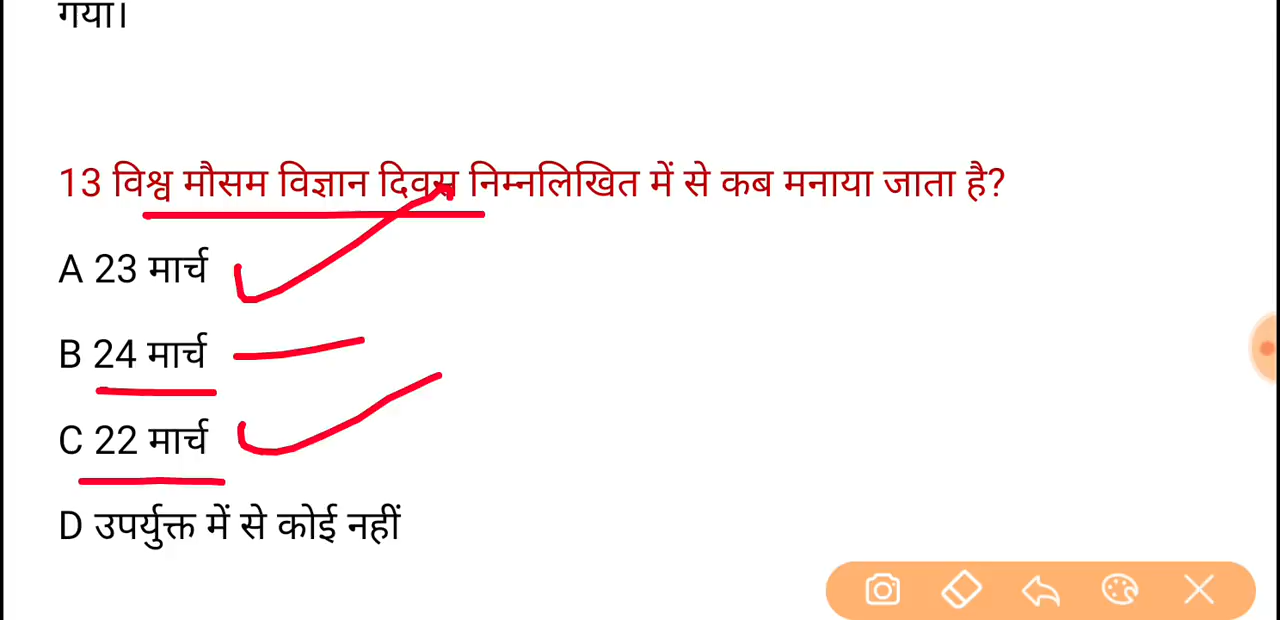 गया।
13 विश्व मौसम विज्ञान दिवस निम्नलिखित में से कब मनाया जाता है?
A 23 मार्च
B 24 मार्च
C 22 मार्च
D उपर्युक्त में से कोई नहीं